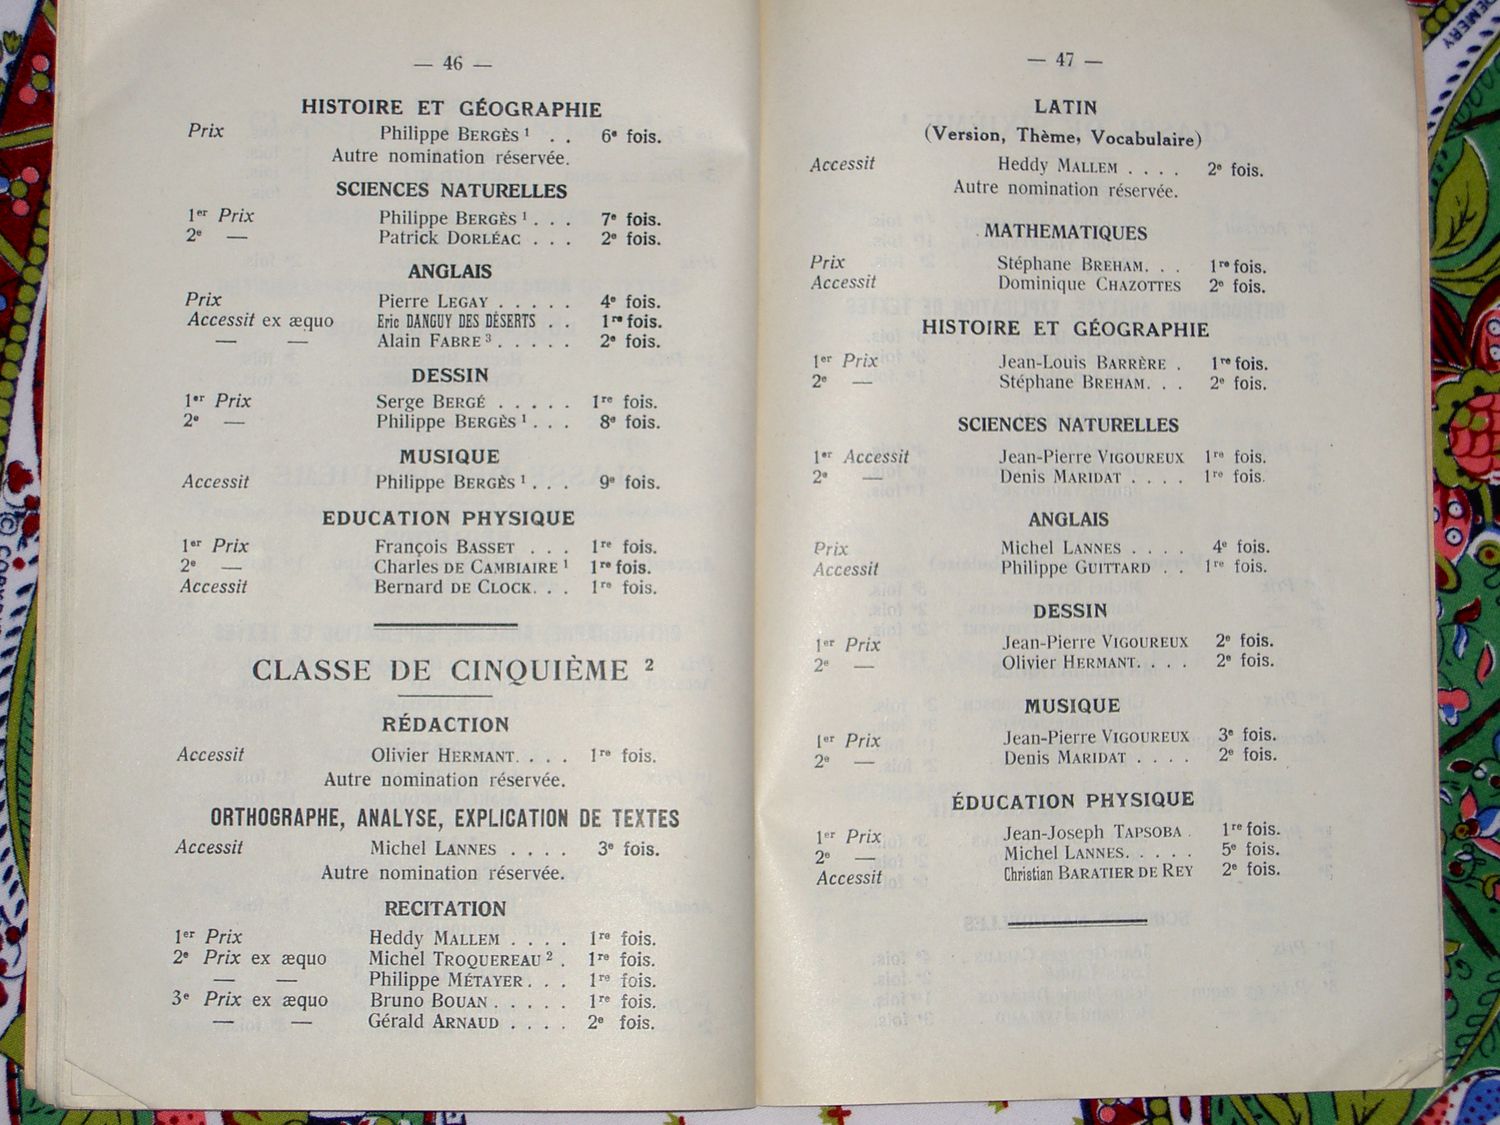 — 46 —
HISTOIRE ET GÉOGRAPHIE
Prix Philippe BERGÈS ¹ . . 6ᵉ fois.
Autre nomination réservée.
SCIENCES NATURELLES
1ᵉʳ Prix Philippe BERGÈS ¹ . . . 7ᵉ fois.
2ᵉ — Patrick DORLÉAC . . . 2ᵉ fois.
ANGLAIS
Prix Pierre LEGAY . . . . . 4ᵉ fois.
Accessit ex æquo Eric DANGUY DES DÉSERTS . . 1ʳᵉ fois.
— — Alain FABRE ³ . . . . . 2ᵉ fois.
DESSIN
1ᵉʳ Prix Serge BERGÉ . . . . . 1ʳᵉ fois.
2ᵉ — Philippe BERGÈS ¹ . . . 8ᵉ fois.
MUSIQUE
Accessit Philippe BERGÈS ¹ . . . 9ᵉ fois.
EDUCATION PHYSIQUE
1ᵉʳ Prix François BASSET . . . 1ʳᵉ fois.
2ᵉ — Charles DE CAMBIAIRE ¹ 1ʳᵉ fois.
Accessit Bernard DE CLOCK. . . 1ʳᵉ fois.
CLASSE DE CINQUIÈME ²
RÉDACTION
Accessit Olivier HERMANT. . . . 1ʳᵉ fois.
Autre nomination réservée.
ORTHOGRAPHE, ANALYSE, EXPLICATION DE TEXTES
Accessit Michel LANNES . . . . 3ᵉ fois.
Autre nomination réservée.
RECITATION
1ᵉʳ Prix Heddy MALLEM . . . . 1ʳᵉ fois.
2ᵉ Prix ex æquo Michel TROQUEREAU ² . 1ʳᵉ fois.
— — Philippe MÉTAYER . . . 1ʳᵉ fois.
3ᵉ Prix ex æquo Bruno BOUAN . . . . . 1ʳᵉ fois.
— — Gérald ARNAUD . . . . 2ᵉ fois.
— 47 —
LATIN
(Version, Thème, Vocabulaire)
Accessit Heddy MALLEM . . . . 2ᵉ fois.
Autre nomination réservée.
MATHEMATIQUES
Prix Stéphane BREHAM. . . 1ʳᵉ fois.
Accessit Dominique CHAZOTTES 2ᵉ fois.
HISTOIRE ET GÉOGRAPHIE
1ᵉʳ Prix Jean-Louis BARRÈRE . 1ʳᵉ fois.
2ᵉ — Stéphane BREHAM. . . 2ᵉ fois.
SCIENCES NATURELLES
1ᵉʳ Accessit Jean-Pierre VIGOUREUX 1ʳᵉ fois.
2ᵉ — Denis MARIDAT . . . . 1ʳᵉ fois.
ANGLAIS
Prix Michel LANNES . . . . 4ᵉ fois.
Accessit Philippe GUITTARD . . 1ʳᵉ fois.
DESSIN
1ᵉʳ Prix Jean-Pierre VIGOUREUX 2ᵉ fois.
2ᵉ — Olivier HERMANT. . . . 2ᵉ fois.
MUSIQUE
1ᵉʳ Prix Jean-Pierre VIGOUREUX 3ᵉ fois.
2ᵉ — Denis MARIDAT . . . . 2ᵉ fois.
ÉDUCATION PHYSIQUE
1ᵉʳ Prix Jean-Joseph TAPSOBA . 1ʳᵉ fois.
2ᵉ — Michel LANNES. . . . . 5ᵉ fois.
Accessit Christian BARATIER DE REY 2ᵉ fois.